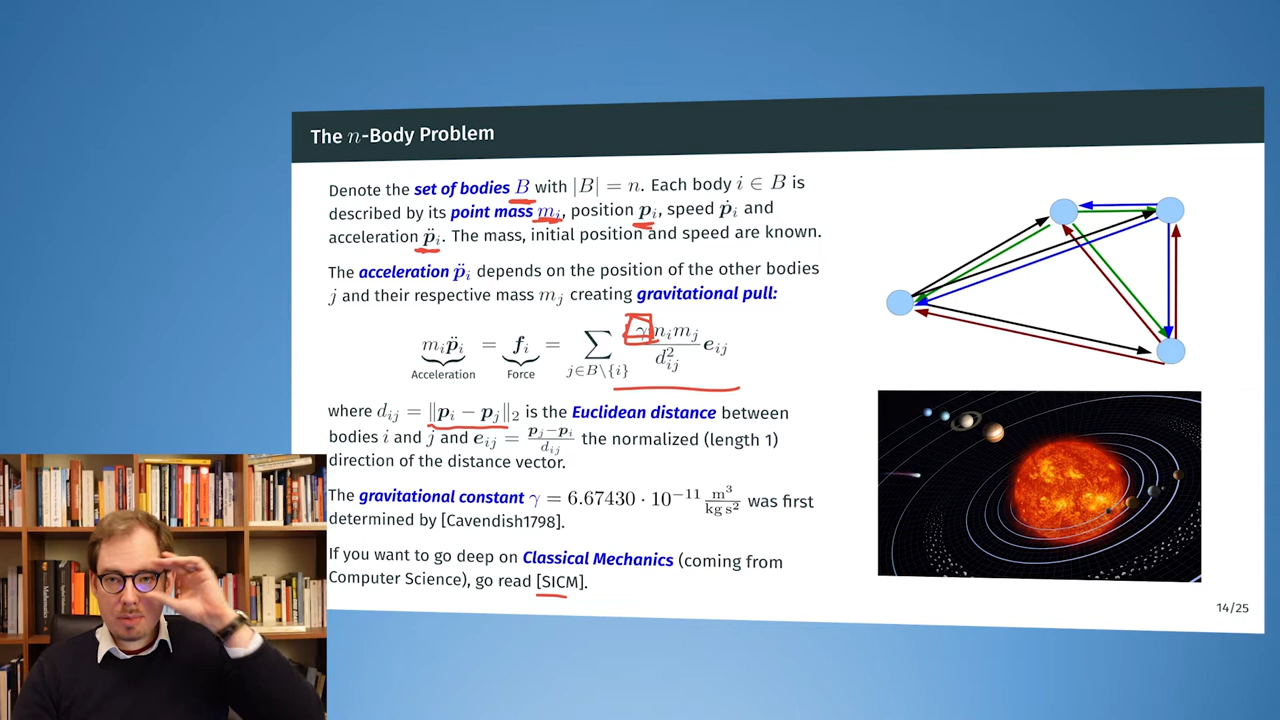 The n-Body Problem
Denote the set of bodies B with |B| = n. Each body i ∈ B is
described by its point mass mᵢ, position pᵢ, speed ṗᵢ and
acceleration p̈ᵢ. The mass, initial position and speed are known.
The acceleration p̈ᵢ depends on the position of the other bodies
j and their respective mass mⱼ creating gravitational pull:
mᵢp̈ᵢ = fᵢ = ∑_{j∈B\{i}} γmᵢmⱼ / d²ᵢⱼ eᵢⱼ
Acceleration Force
where dᵢⱼ = ‖pᵢ − pⱼ‖₂ is the Euclidean distance between
bodies i and j and eᵢⱼ = (pⱼ−pᵢ)/dᵢⱼ the normalized (length 1)
direction of the distance vector.
The gravitational constant γ = 6.67430 · 10⁻¹¹ m³/kg s² was first
determined by [Cavendish1798].
If you want to go deep on Classical Mechanics (coming from
Computer Science), go read [SICM].
14/25